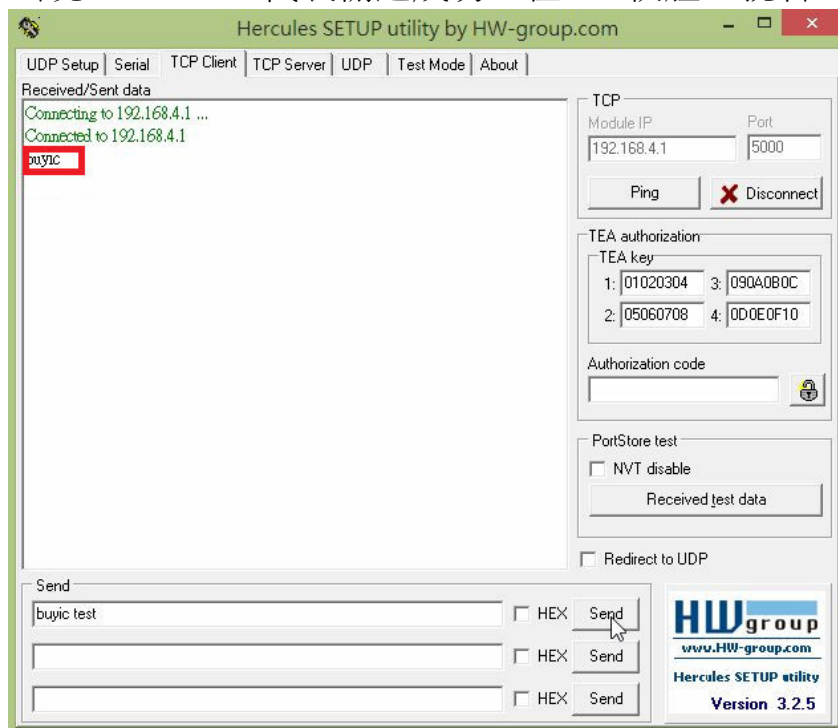 Hercules SETUP utility by HW-group.com
UDP Setup Serial TCP Client TCP Server UDP Test Mode About
Received/Sent data
Connecting to 192.168.4.1 ...
Connected to 192.168.4.1
buyic
TCP
Module IP Port
192.168.4.1 5000
Ping Disconnect
TEA authorization
TEA key
1: 01020304 3: 090A0B0C
2: 05060708 4: 0D0E0F10
Authorization code
PortStore test
NVT disable
Received test data
Redirect to UDP
Send
buyic test HEX Send
HEX Send
HEX Send
HWgroup
www.HW-group.com
Hercules SETUP utility
Version 3.2.5